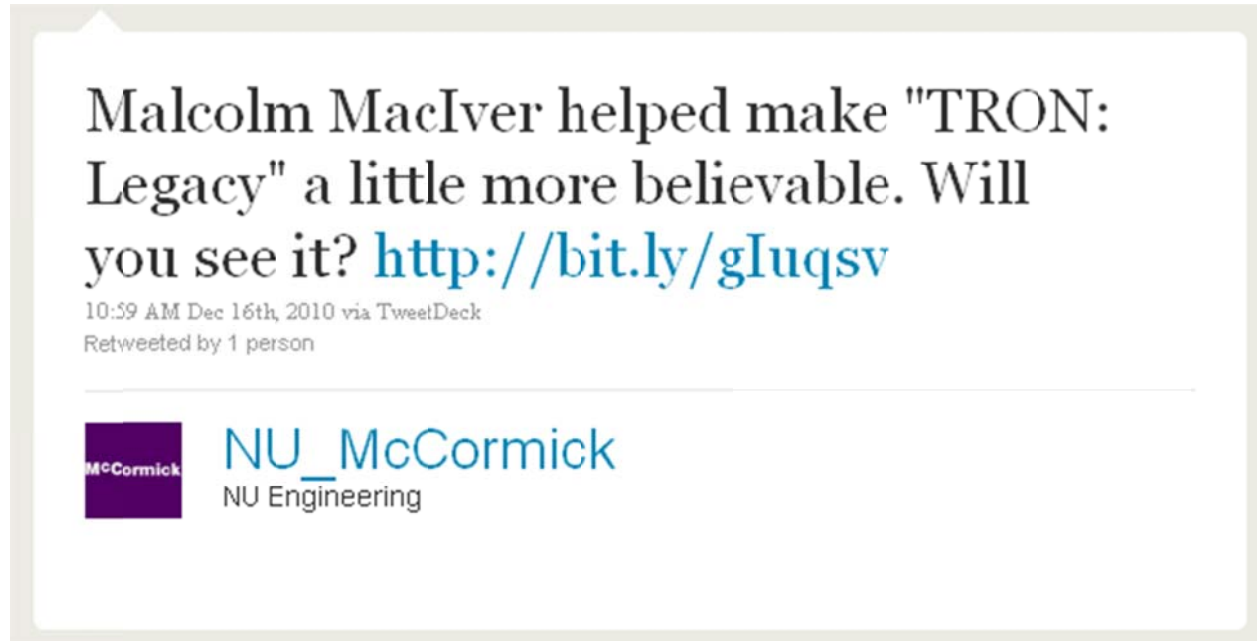 Malcolm MacIver helped make "TRON:
Legacy" a little more believable. Will
you see it? http://bit.ly/gIuqsv
10:59 AM Dec 16th, 2010 via TweetDeck
Retweeted by 1 person
McCormick
NU_McCormick
NU Engineering